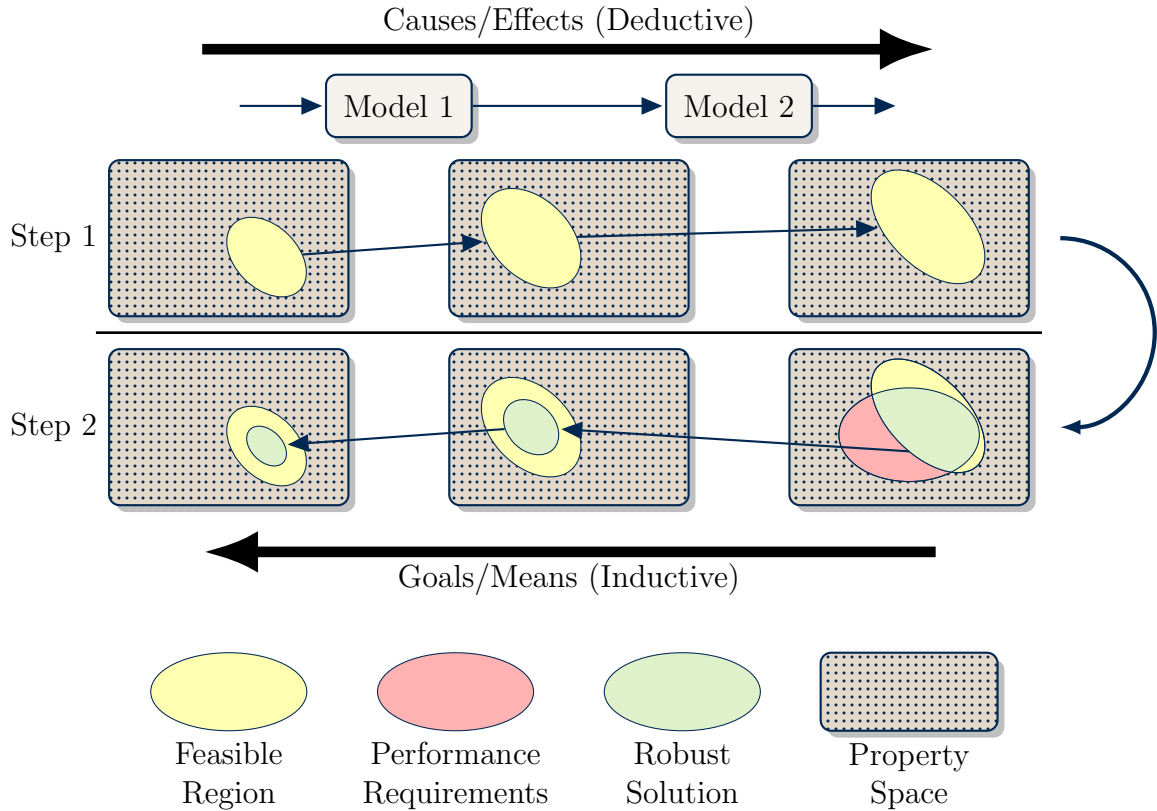 Causes/Effects (Deductive)
Model 1
Model 2
Step 1
Step 2
Goals/Means (Inductive)
Feasible
Region
Performance
Requirements
Robust
Solution
Property
Space